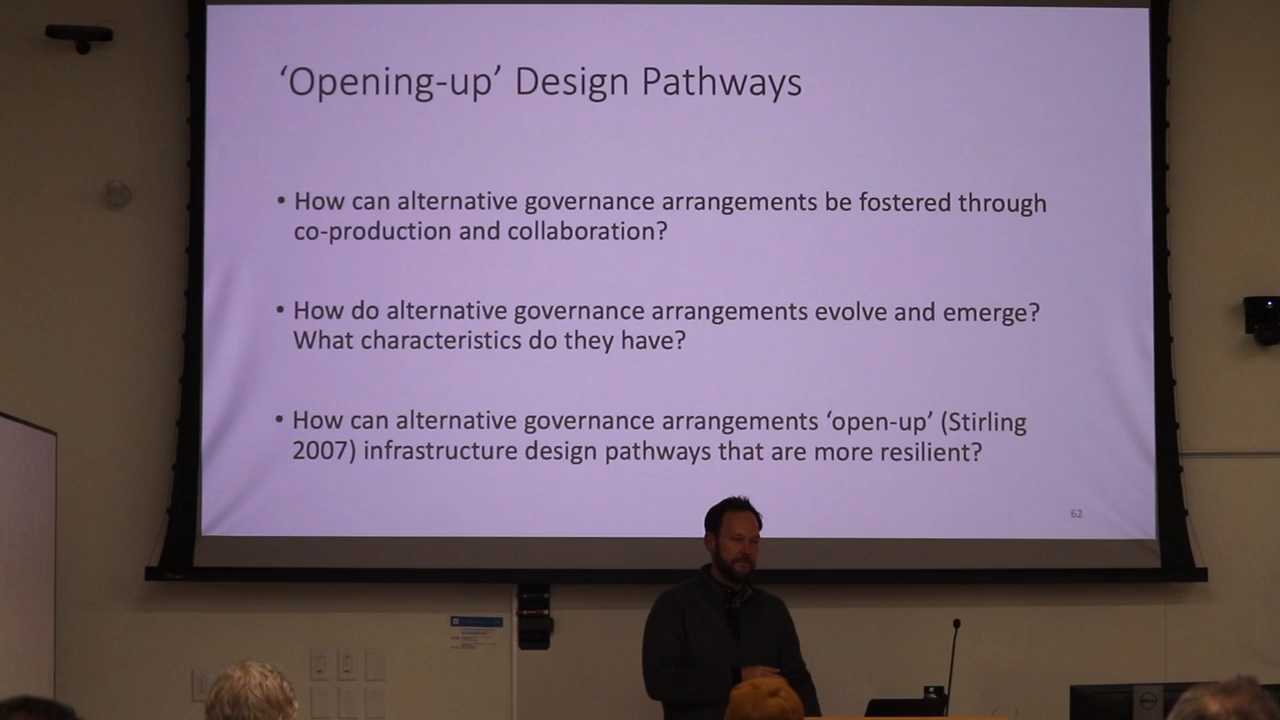 ‘Opening-up’ Design Pathways
• How can alternative governance arrangements be fostered through
co-production and collaboration?
• How do alternative governance arrangements evolve and emerge?
What characteristics do they have?
• How can alternative governance arrangements ‘open-up’ (Stirling
2007) infrastructure design pathways that are more resilient?
62
DELL